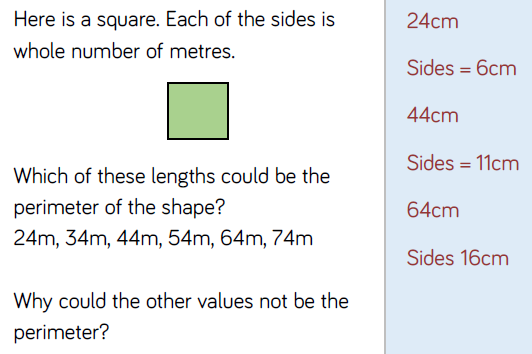 Here is a square. Each of the sides is
whole number of metres.
Which of these lengths could be the
perimeter of the shape?
24m, 34m, 44m, 54m, 64m, 74m
Why could the other values not be the
perimeter?
24cm
Sides = 6cm
44cm
Sides = 11cm
64cm
Sides 16cm